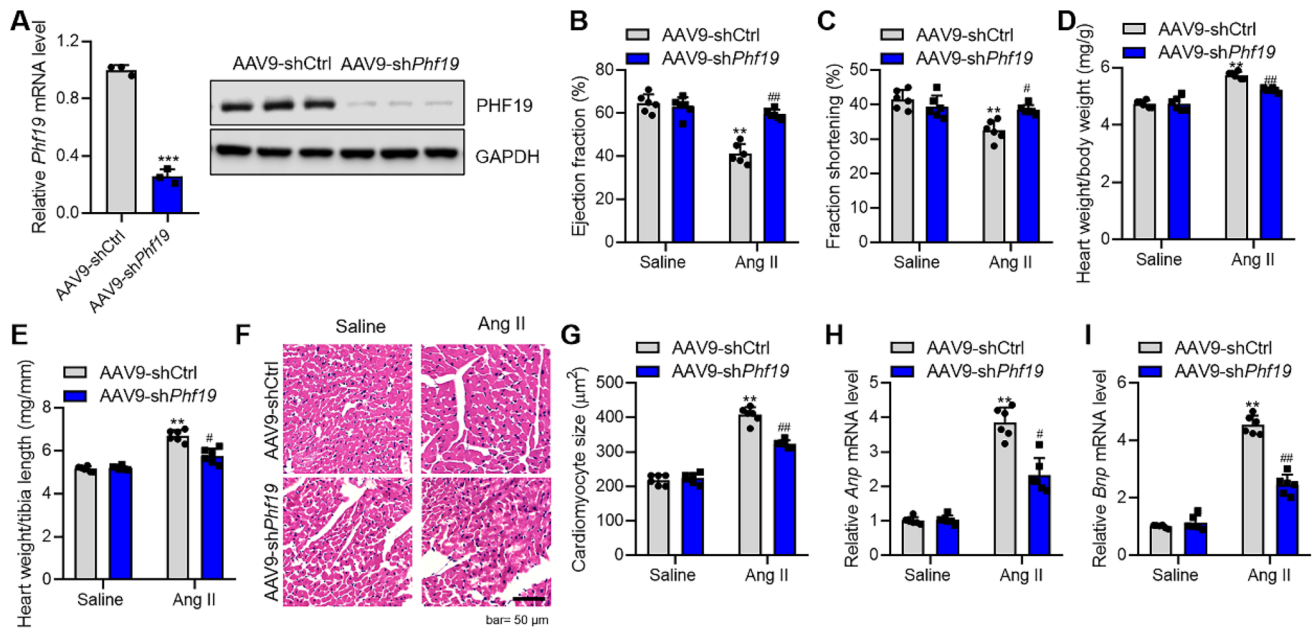 A
Relative Phf19 mRNA level
1.2
0.8
0.4
0.0
***
AAV9-shCtrl
AAV9-shPhf19
AAV9-shCtrl AAV9-shPhf19
PHF19
GAPDH
B
AAV9-shCtrl
AAV9-shPhf19
Ejection fraction (%)
80
60
40
20
0
**
##
Saline
Ang II
C
AAV9-shCtrl
AAV9-shPhf19
Fraction shortening (%)
50
40
30
20
10
0
**
#
Saline
Ang II
D
AAV9-shCtrl
AAV9-shPhf19
Heart weight/body weight (mg/g)
6
4
2
0
**
##
Saline
Ang II
E
AAV9-shCtrl
AAV9-shPhf19
Heart weight/tibia length (mg/mm)
8
6
4
2
0
**
#
Saline
Ang II
F
Saline
Ang II
AAV9-shCtrl
AAV9-shPhf19
bar= 50 µm
G
AAV9-shCtrl
AAV9-shPhf19
Cardiomyocyte size (µm²)
500
400
300
200
100
0
**
##
Saline
Ang II
H
AAV9-shCtrl
AAV9-shPhf19
Relative Anp mRNA level
5
4
3
2
1
0
**
#
Saline
Ang II
I
AAV9-shCtrl
AAV9-shPhf19
Relative Bnp mRNA level
6
4
2
0
**
##
Saline
Ang II